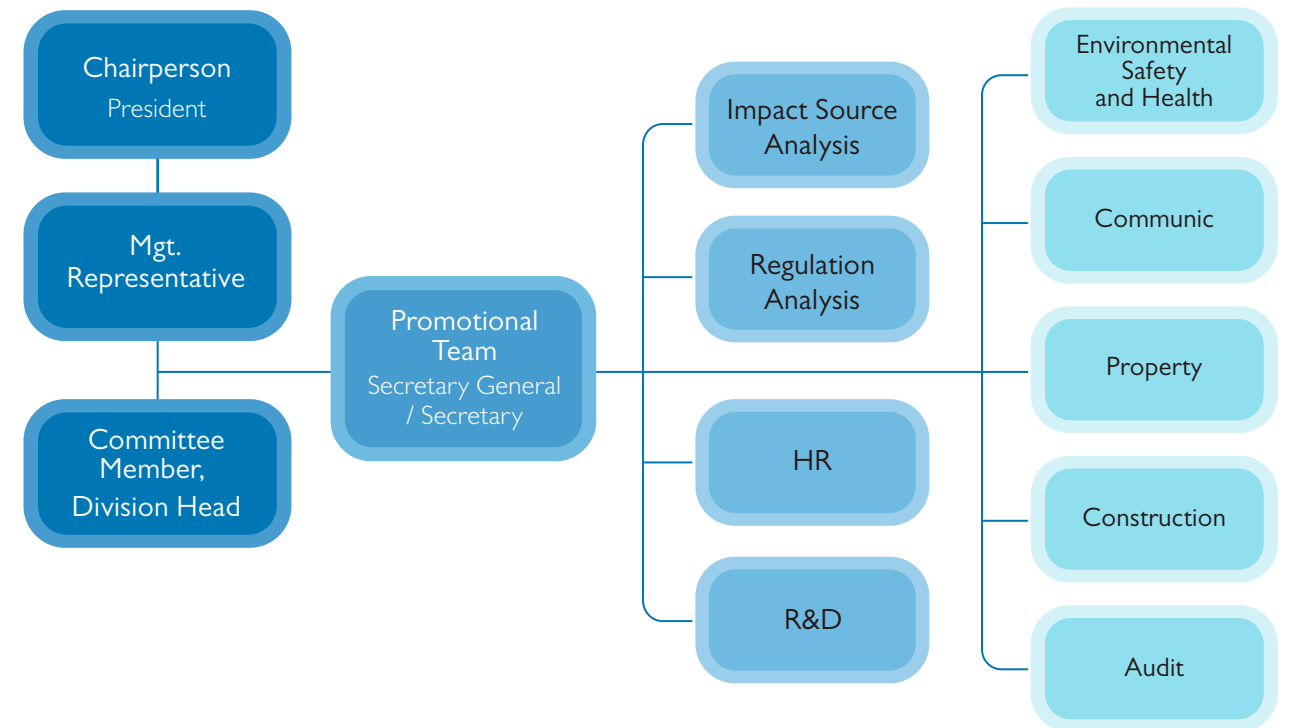 Chairperson
President
Mgt.
Representative
Committee
Member,
Division Head
Promotional
Team
Secretary General
/ Secretary
Impact Source
Analysis
Regulation
Analysis
HR
R&D
Environmental
Safety
and Health
Communic
Property
Construction
Audit